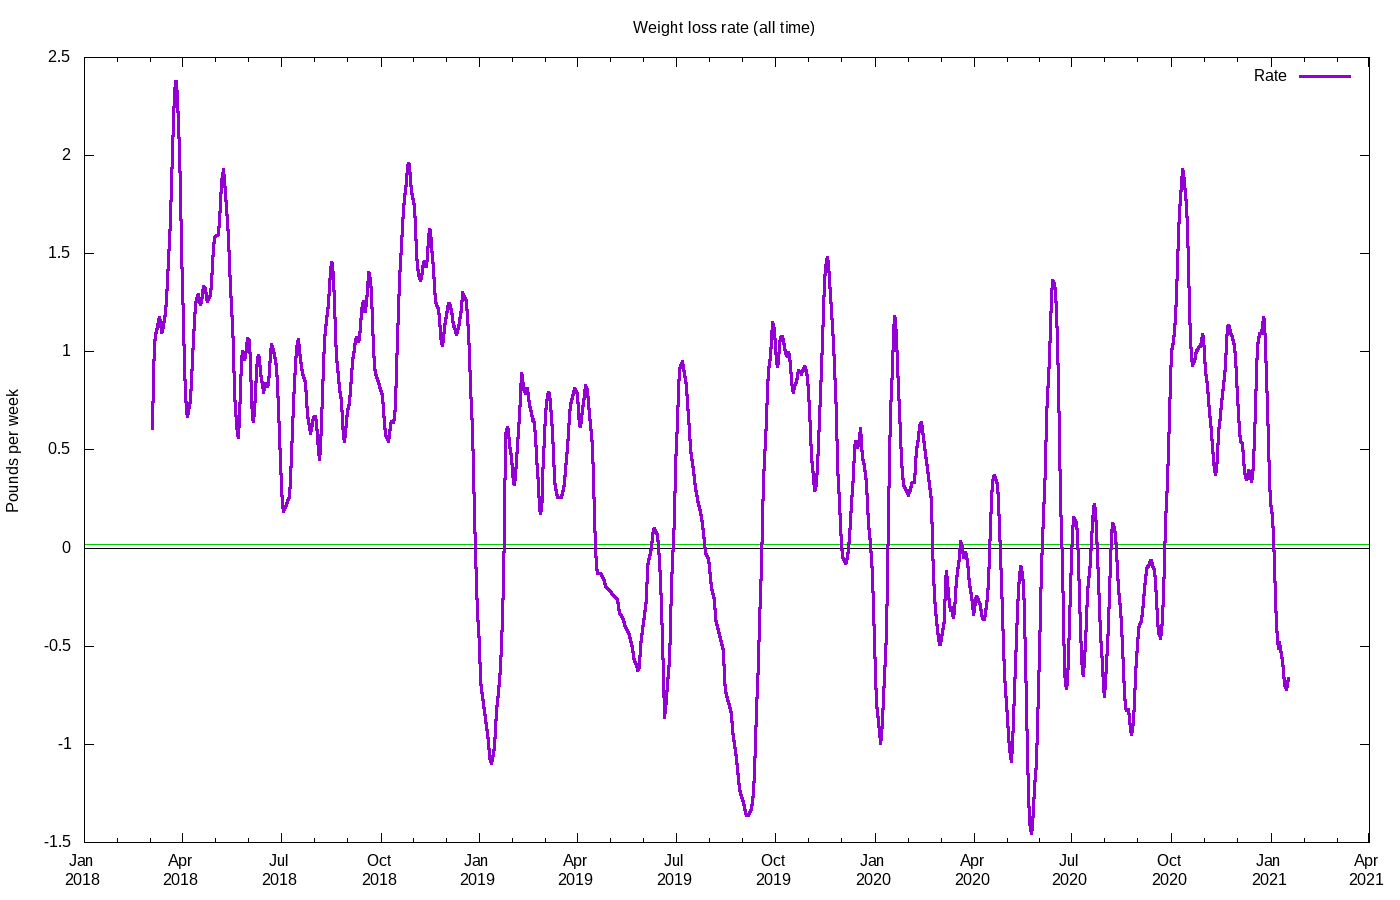 Weight loss rate (all time)
Rate
Pounds per week
2.5
2
1.5
1
0.5
0
-0.5
-1
-1.5
Jan Apr Jul Oct Jan Apr Jul Oct Jan Apr Jul Oct Jan Apr
2018 2018 2018 2018 2019 2019 2019 2019 2020 2020 2020 2020 2021 2021